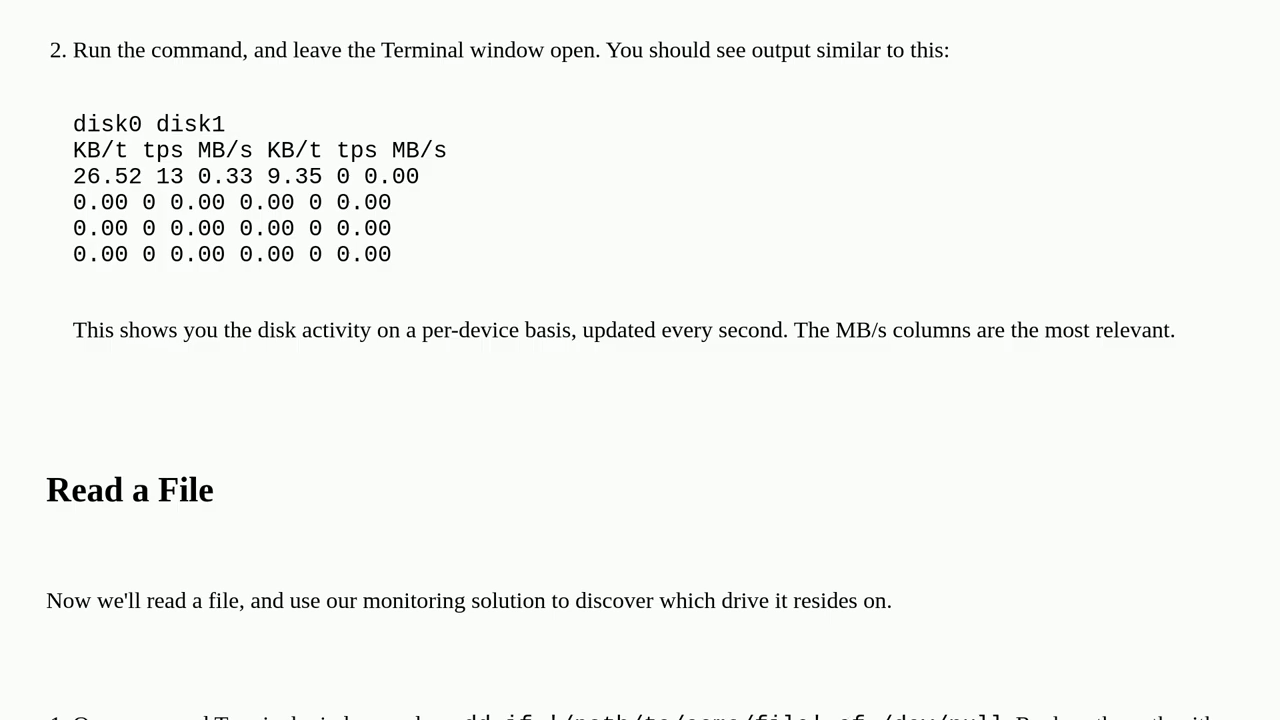 2. Run the command, and leave the Terminal window open. You should see output similar to this:
disk0 disk1
KB/t tps MB/s KB/t tps MB/s
26.52 13 0.33 9.35 0 0.00
0.00 0 0.00 0.00 0 0.00
0.00 0 0.00 0.00 0 0.00
0.00 0 0.00 0.00 0 0.00
This shows you the disk activity on a per-device basis, updated every second. The MB/s columns are the most relevant.
Read a File
Now we'll read a file, and use our monitoring solution to discover which drive it resides on.